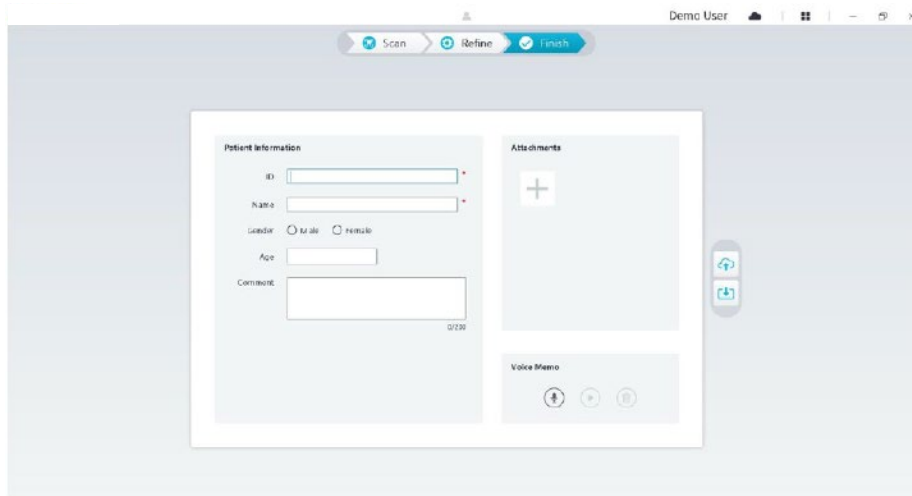 Demo User
Scan
Refine
Finish
Patient Information
ID *
Name *
Gender Male Female
Age
Comment
0/200
Attachments
Voice Memo